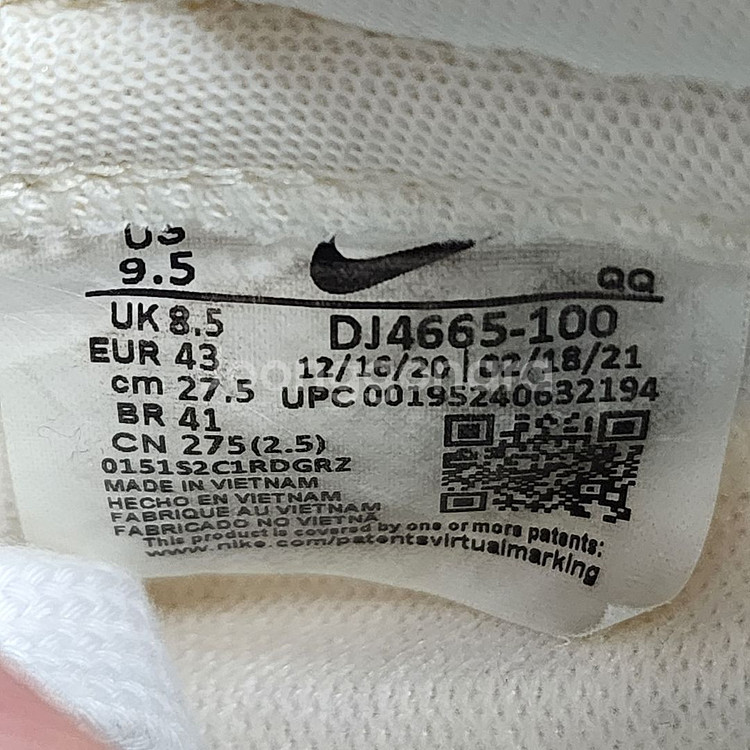 US
9.5
QQ
UK 8.5
EUR 43
cm 27.5
BR 41
CN 275(2.5)
DJ4665-100
12/16/20 | 02/18/21
UPC 00195240632194
0151S2C1RDGRZ
MADE IN VIETNAM
HECHO EN VIETNAM
FABRIQUE AU VIETNAM
FABRICADO NO VIETNÃ
This product is covered by one or more patents:
www.nike.com/patentsvirtualmarking